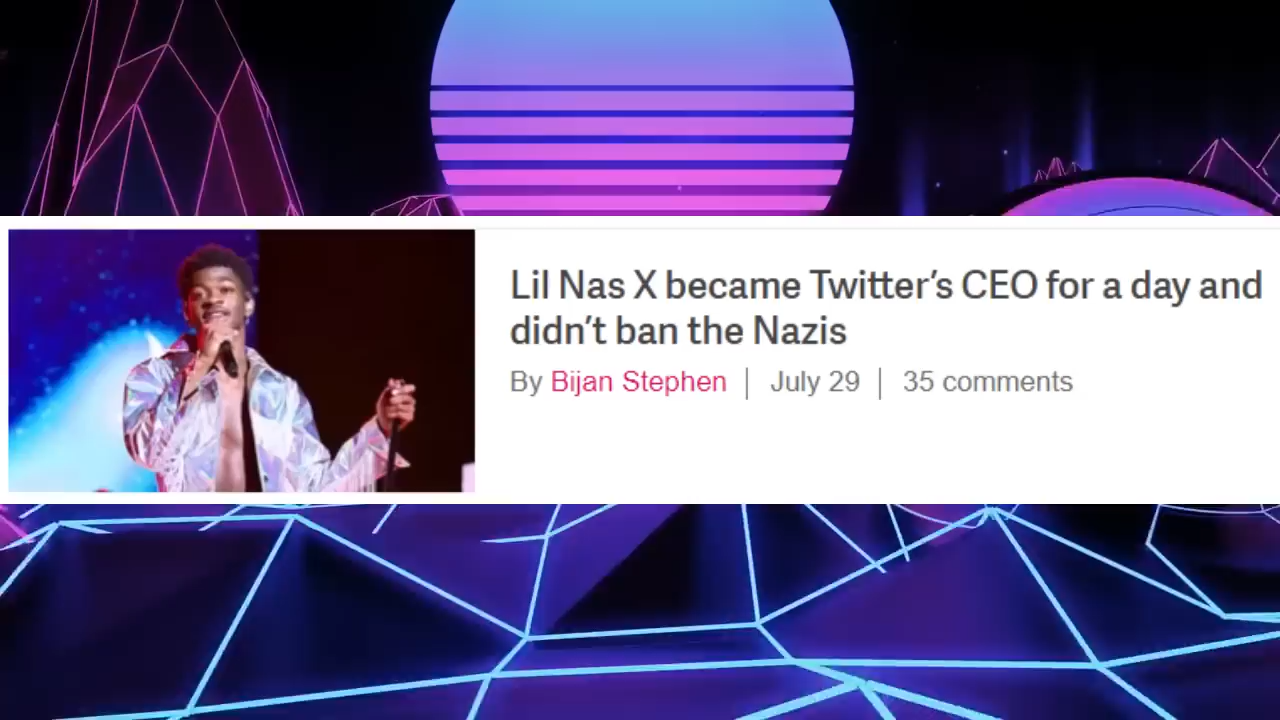 Lil Nas X became Twitter’s CEO for a day and
didn’t ban the Nazis
By Bijan Stephen | July 29 | 35 comments